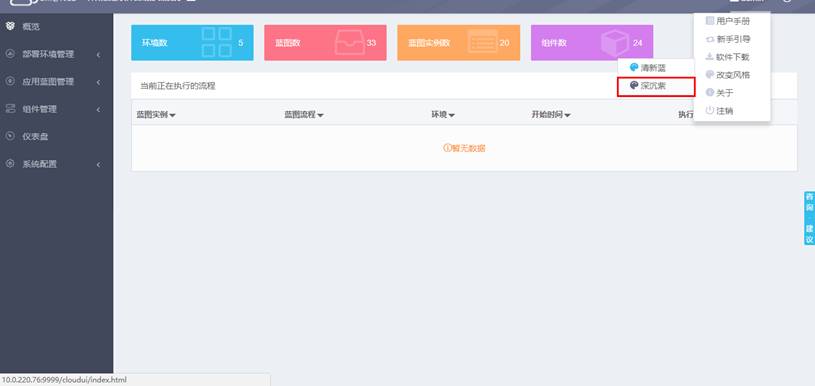 概览
用户手册
部署环境管理
环境数 5
蓝图数 33
蓝图实例数 20
组件数 24
新手引导
软件下载
清新蓝
改变风格
应用蓝图管理
当前正在执行的流程
深沉紫
关于
组件管理
蓝图实例
蓝图流程
环境
开始时间
执行
注销
仪表盘
暂无数据
系统配置
咨询·建议
10.0.220.76:9999/cloudui/index.html